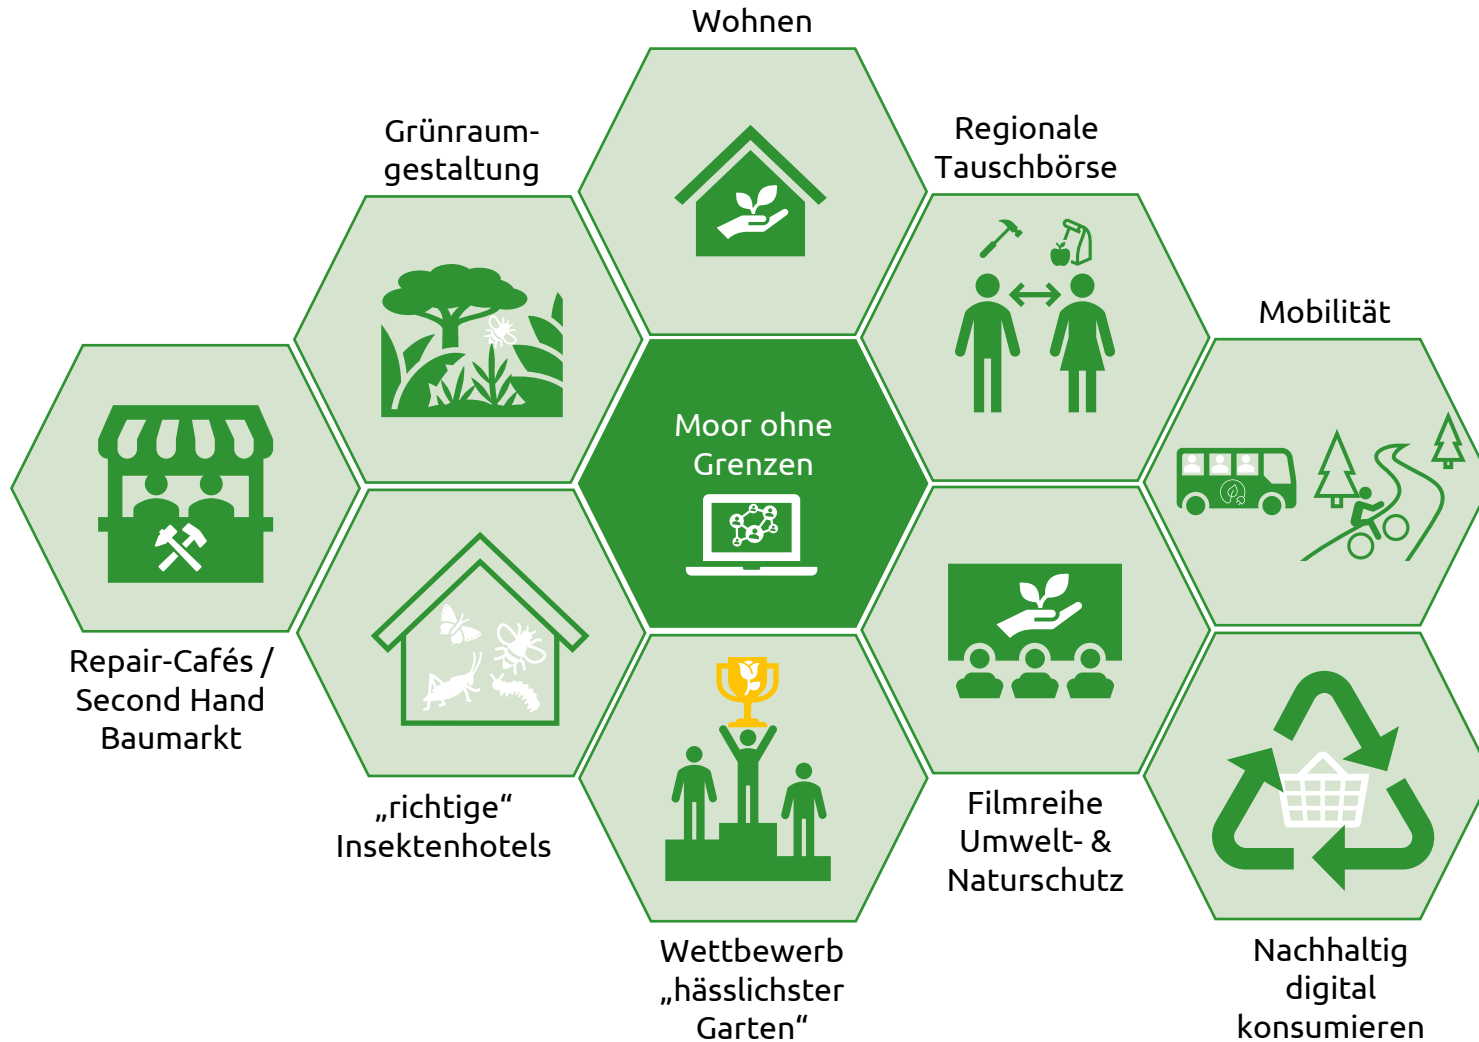 Wohnen
Grünraum-
gestaltung
Regionale
Tauschbörse
Mobilität
Moor ohne
Grenzen
Repair-Cafés /
Second Hand
Baumarkt
„richtige“
Insektenhotels
Filmreihe
Umwelt- &
Naturschutz
Wettbewerb
„hässlichster
Garten“
Nachhaltig
digital
konsumieren